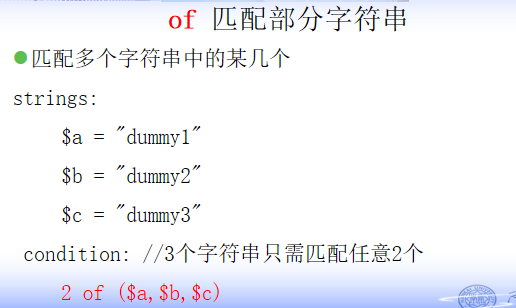 of 匹配部分字符串
匹配多个字符串中的某几个
strings:
$a = "dummy1"
$b = "dummy2"
$c = "dummy3"
condition: //3个字符串只需匹配任意2个
2 of ($a,$b,$c)